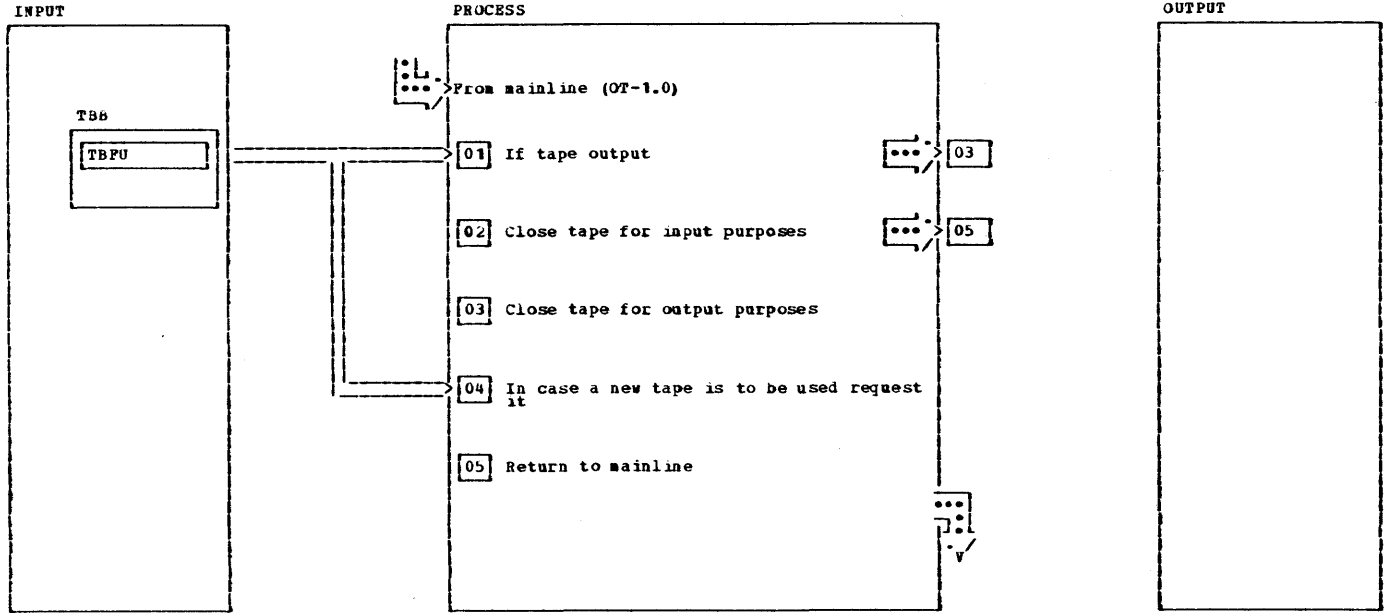 INPUT
PROCESS
OUTPUT
From mainline (OT-1.0)
TBB
TBFU
01 If tape output
03
02 Close tape for input purposes
05
03 Close tape for output purposes
04 In case a new tape is to be used request
it
05 Return to mainline